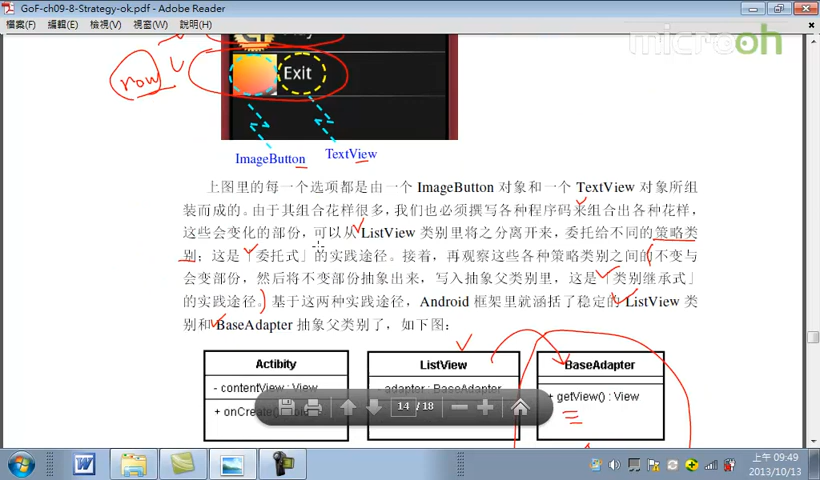 GoF-ch09-8-Strategy-ok.pdf - Adobe Reader
檔案(F) 編輯(E) 檢視(V) 視窗(W) 說明(H)
microoh
row
Exit
ImageButton
TextView
上图里的每一个选项都是由一个 ImageButton 对象和一个 TextView 对象所组
装而成的。由于其组合花样很多，我们也必须撰写各种程序码来组合出各种花样，
这些会变化的部份，可以从 ListView 类别里将之分离开来，委托给不同的策略类
别；这是「委托式」的实践途径。接着，再观察这些各种策略类别之间的不变与
会变部份，然后将不变部份抽象出来，写入抽象父类别里，这是「类别继承式」
的实践途径。基于这两种实践途径，Android 框架里就涵括了稳定的 ListView 类
别和 BaseAdapter 抽象父类别了，如下图：
Actibity
ListView
BaseAdapter
- contentView : View
- adapter : BaseAdapter
+ getView() : View
+ onCreate()
14 / 18
上午 09:49
2013/10/13